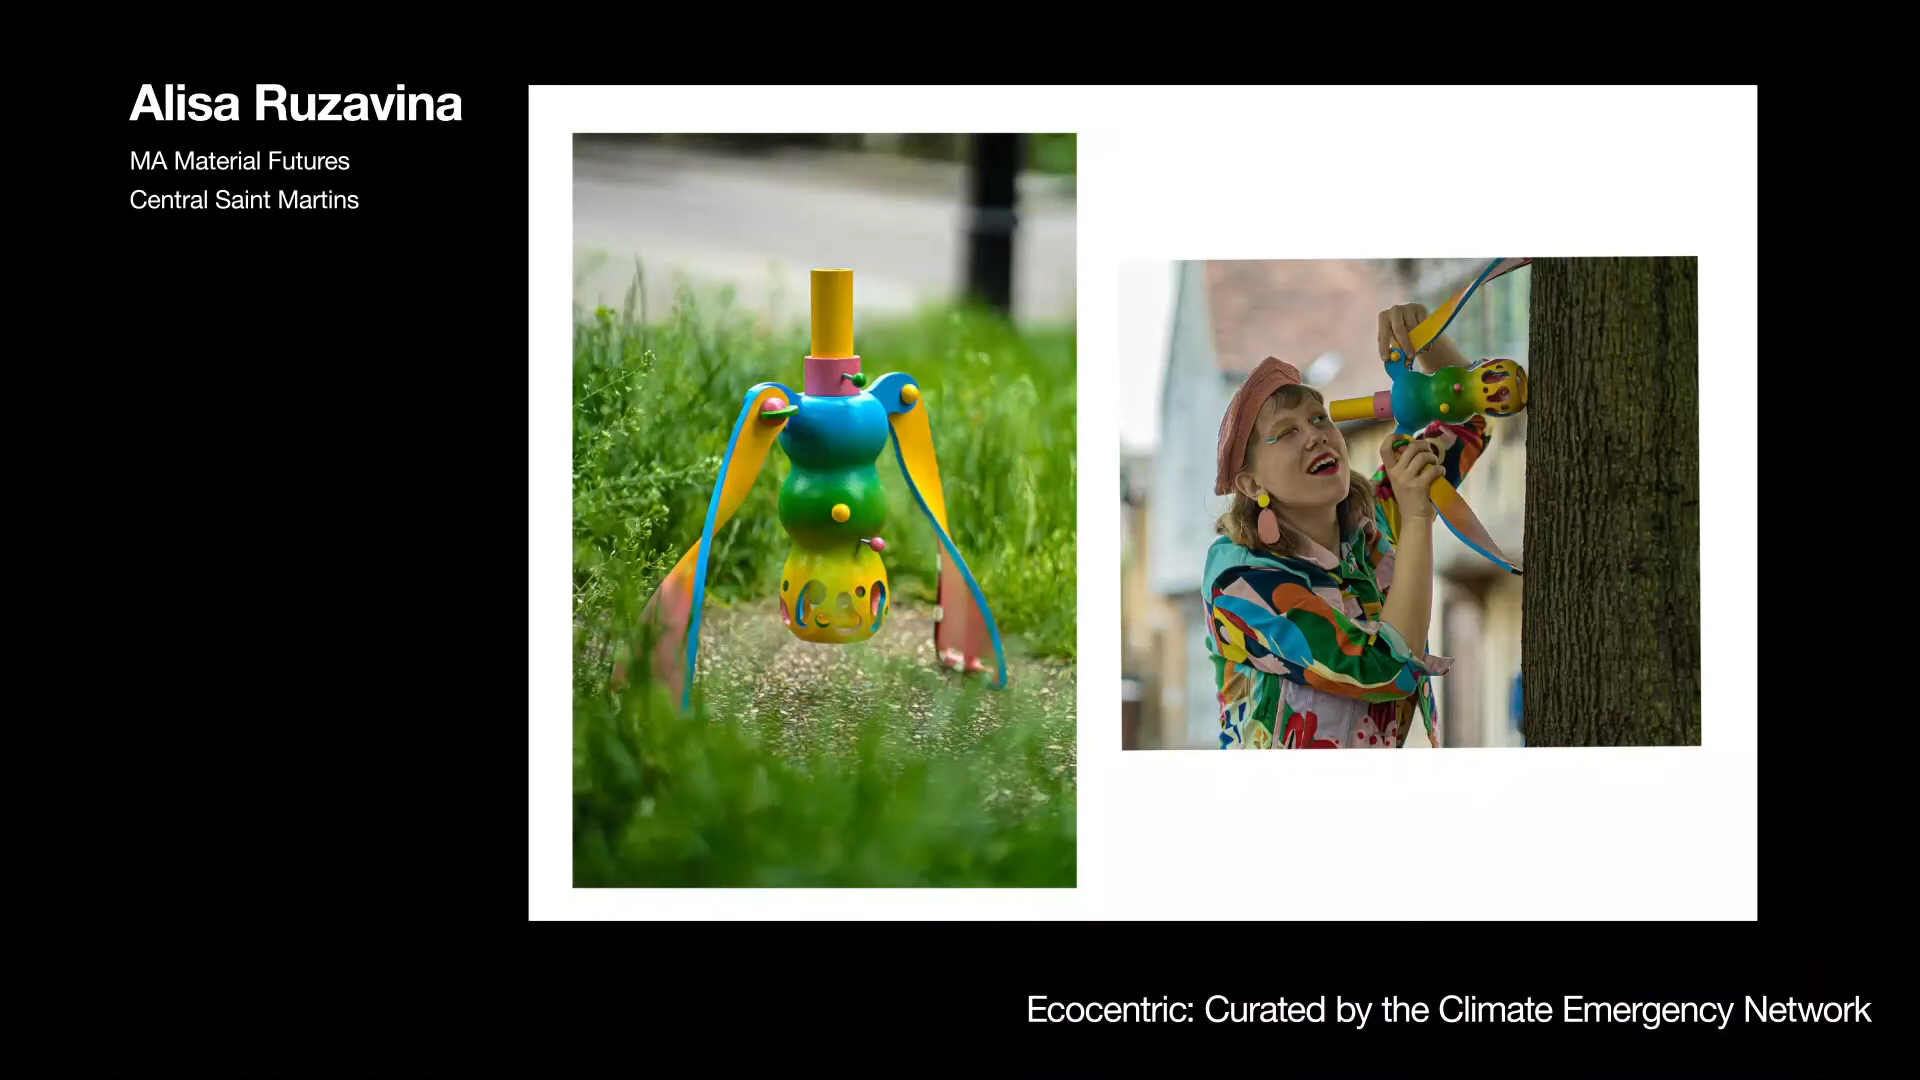 Alisa Ruzavina
MA Material Futures
Central Saint Martins
Ecocentric: Curated by the Climate Emergency Network